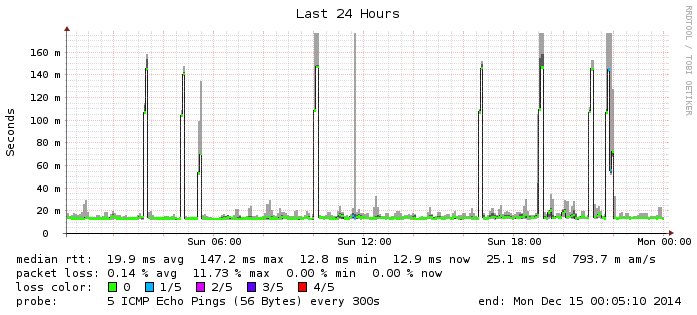 Last 24 Hours
RRDTOOL / TOBI OETIKER
Seconds
160 m
140 m
120 m
100 m
80 m
60 m
40 m
20 m
0
Sun 06:00 Sun 12:00 Sun 18:00 Mon 00:00
median rtt: 19.9 ms avg 147.2 ms max 12.8 ms min 12.9 ms now 25.1 ms sd 793.7 m am/s
packet loss: 0.14 % avg 11.73 % max 0.00 % min 0.00 % now
loss color: 0 1/5 2/5 3/5 4/5
probe: 5 ICMP Echo Pings (56 Bytes) every 300s end: Mon Dec 15 00:05:10 2014